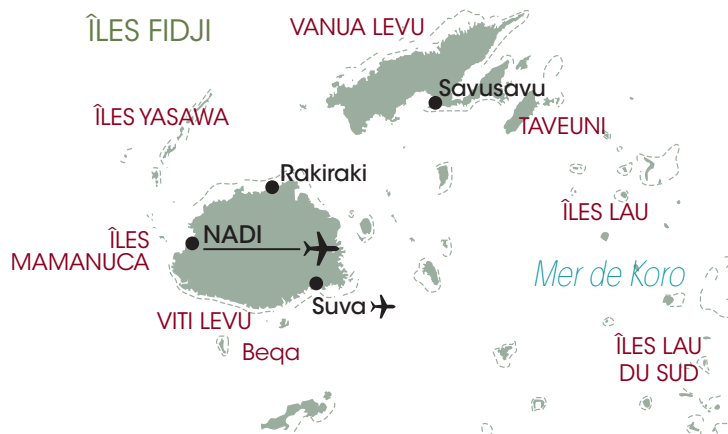 ÎLES FIDJI
VANUA LEVU
Savusavu
ÎLES YASAWA
TAVEUNI
Rakiraki
ÎLES LAU
NADI
ÎLES
MAMANUCA
Mer de Koro
Suva
VITI LEVU
Beqa
ÎLES LAU
DU SUD